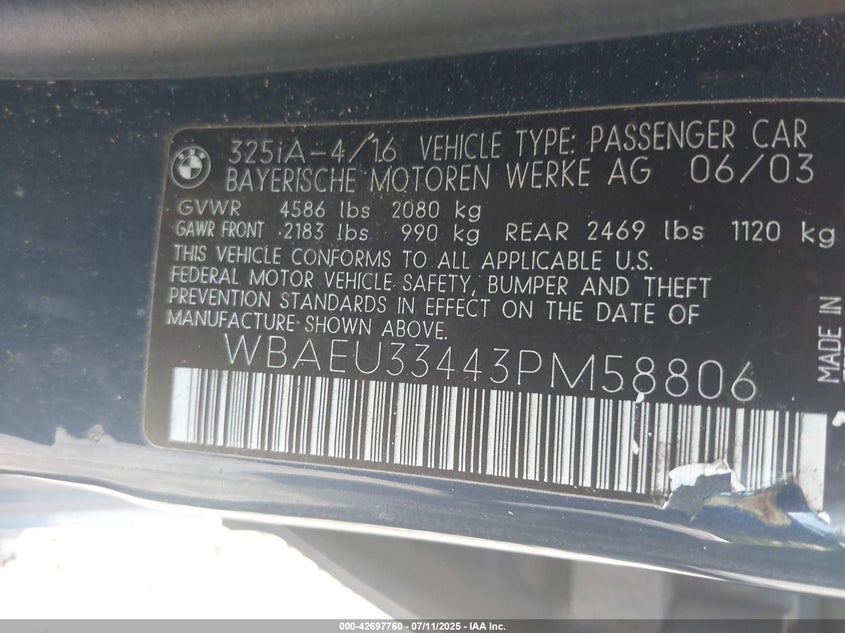 325iA-4/16 VEHICLE TYPE: PASSENGER CAR
BAYERISCHE MOTOREN WERKE AG 06/03
GVWR 4586 lbs 2080 kg
GAWR FRONT 2183 lbs 990 kg REAR 2469 lbs 1120 kg
THIS VEHICLE CONFORMS TO ALL APPLICABLE U.S.
FEDERAL MOTOR VEHICLE SAFETY, BUMPER AND THEFT
PREVENTION STANDARDS IN EFFECT ON THE DATE OF
MANUFACTURE SHOWN ABOVE.
WBAEU33443PM58806
MADE IN
000-42697760 - 07/11/2025 - IAA Inc.